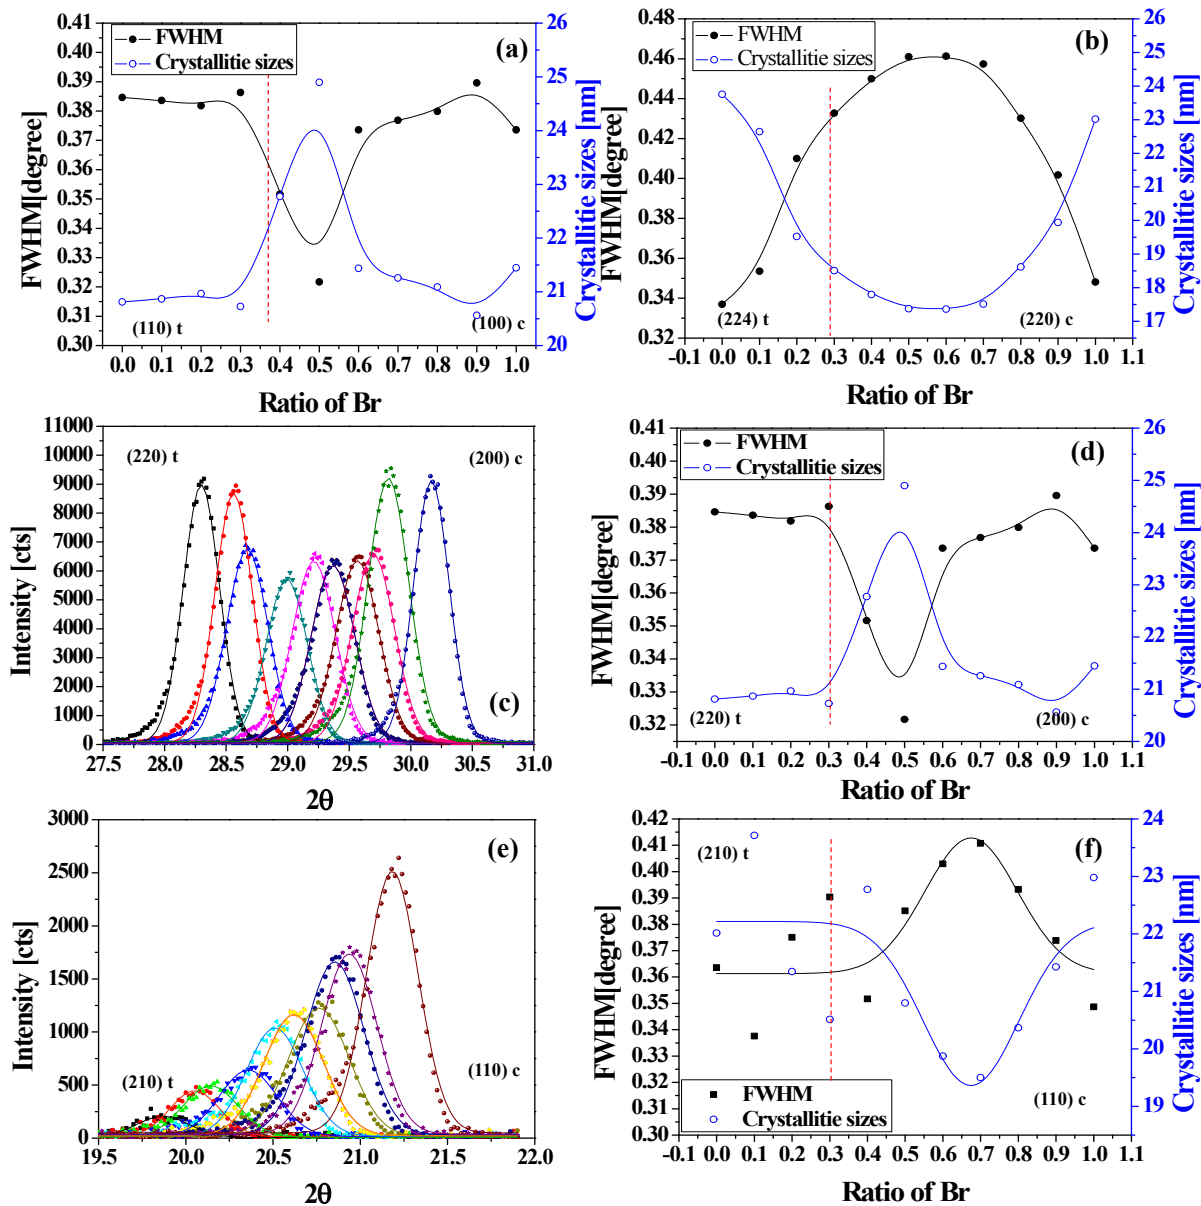 FWHM
Crystallitie sizes
(a)
0.41
0.40
0.39
0.38
0.37
0.36
0.35
0.34
0.33
0.32
0.31
0.30
FWHM[degree]
26
25
24
23
22
21
20
Crystallitie sizes [nm]
(110) t
(100) c
0.0 0.1 0.2 0.3 0.4 0.5 0.6 0.7 0.8 0.9 1.0
Ratio of Br
FWHM
Crystallitie sizes
(b)
0.48
0.46
0.44
0.42
0.40
0.38
0.36
0.34
0.32
FWHM[degree]
26
25
24
23
22
21
20
19
18
17
Crystallitie sizes [nm]
(224) t
(220) c
-0.1 0.0 0.1 0.2 0.3 0.4 0.5 0.6 0.7 0.8 0.9 1.0 1.1
Ratio of Br
11000
10000
9000
8000
7000
6000
5000
4000
3000
2000
1000
0
Intensity [cts]
(220) t
(200) c
(c)
27.5 28.0 28.5 29.0 29.5 30.0 30.5 31.0
2θ
FWHM
Crystallitie sizes
(d)
0.41
0.40
0.39
0.38
0.37
0.36
0.35
0.34
0.33
0.32
FWHM[degree]
26
25
24
23
22
21
20
Crystallitie sizes [nm]
(220) t
(200) c
-0.1 0.0 0.1 0.2 0.3 0.4 0.5 0.6 0.7 0.8 0.9 1.0 1.1
Ratio of Br
3000
2500
2000
1500
1000
500
0
Intensity [cts]
(e)
(210) t
(110) c
19.5 20.0 20.5 21.0 21.5 22.0
2θ
0.42
0.41
0.40
0.39
0.38
0.37
0.36
0.35
0.34
0.33
0.32
0.31
0.30
FWHM[degree]
24
23
22
21
20
19
Crystallitie sizes [nm]
(210) t
(f)
(110) c
FWHM
Crystallitie sizes
-0.1 0.0 0.1 0.2 0.3 0.4 0.5 0.6 0.7 0.8 0.9 1.0 1.1
Ratio of Br